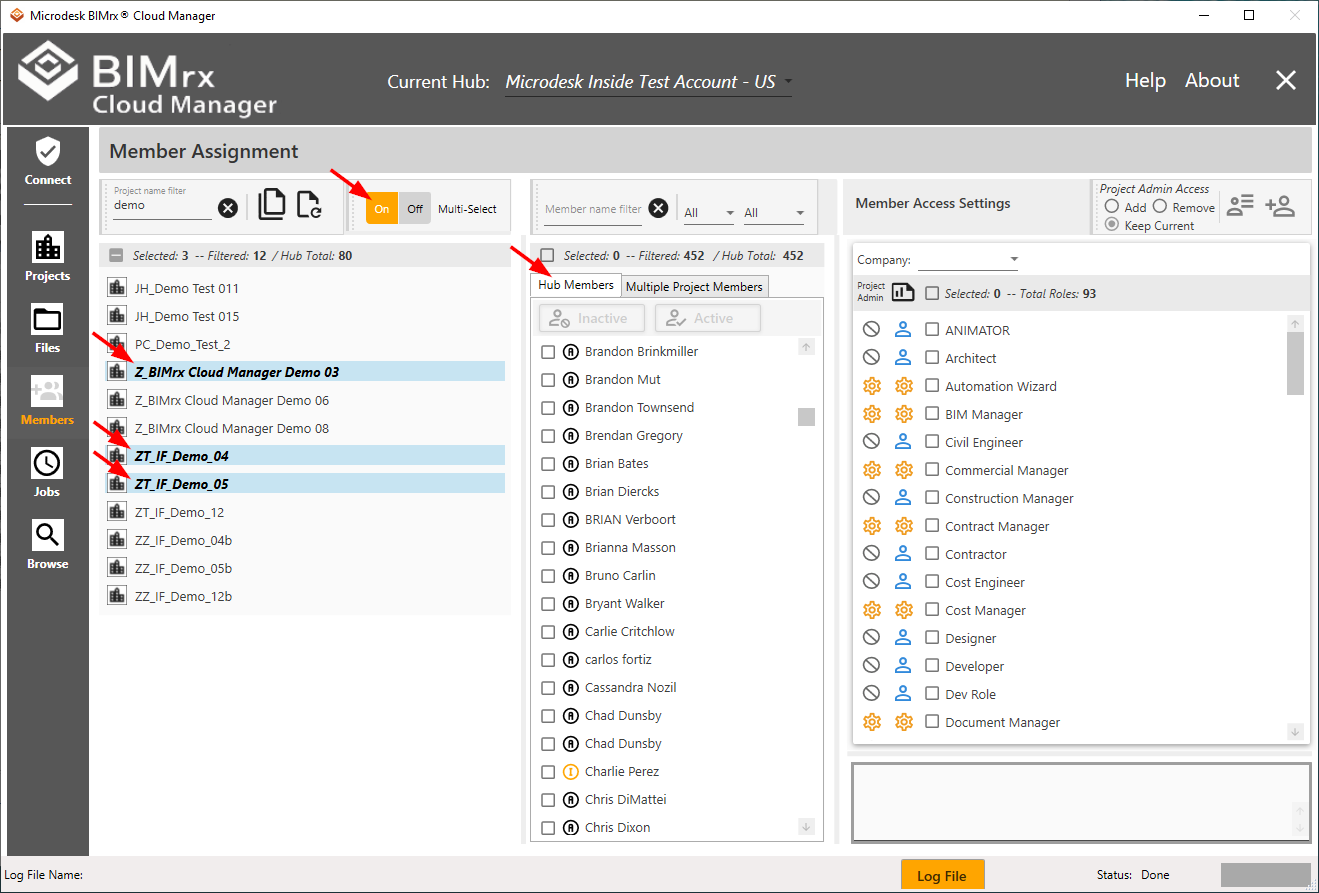 Microdesk BIMrx® Cloud Manager
BIMrx
Cloud Manager
Current Hub: Microdesk Inside Test Account - US
Help About
Connect
Projects
Files
Members
Jobs
Browse
Member Assignment
Project name filter
demo
On Off Multi-Select
Selected: 3 -- Filtered: 12 / Hub Total: 80
JH_Demo Test 011
JH_Demo Test 015
PC_Demo_Test_2
Z_BIMrx Cloud Manager Demo 03
Z_BIMrx Cloud Manager Demo 06
Z_BIMrx Cloud Manager Demo 08
ZT_IF_Demo_04
ZT_IF_Demo_05
ZT_IF_Demo_12
ZZ_IF_Demo_04b
ZZ_IF_Demo_05b
ZZ_IF_Demo_12b
Member name filter
All All
Selected: 0 -- Filtered: 452 / Hub Total: 452
Hub Members Multiple Project Members
Inactive Active
A Brandon Brinkmiller
A Brandon Mut
A Brandon Townsend
A Brendan Gregory
A Brian Bates
A Brian Diercks
A BRIAN Verboort
A Brianna Masson
A Bruno Carlin
A Bryant Walker
A Carlie Critchlow
A carlos fortiz
A Cassandra Nozil
A Chad Dunsby
A Chad Dunsby
I Charlie Perez
A Chris DiMattei
A Chris Dixon
Member Access Settings
Project Admin Access
Add Remove
Keep Current
Company:
Project
Admin
Selected: 0 -- Total Roles: 93
ANIMATOR
Architect
Automation Wizard
BIM Manager
Civil Engineer
Commercial Manager
Construction Manager
Contract Manager
Contractor
Cost Engineer
Cost Manager
Designer
Developer
Dev Role
Document Manager
Log File Name:
Log File
Status: Done